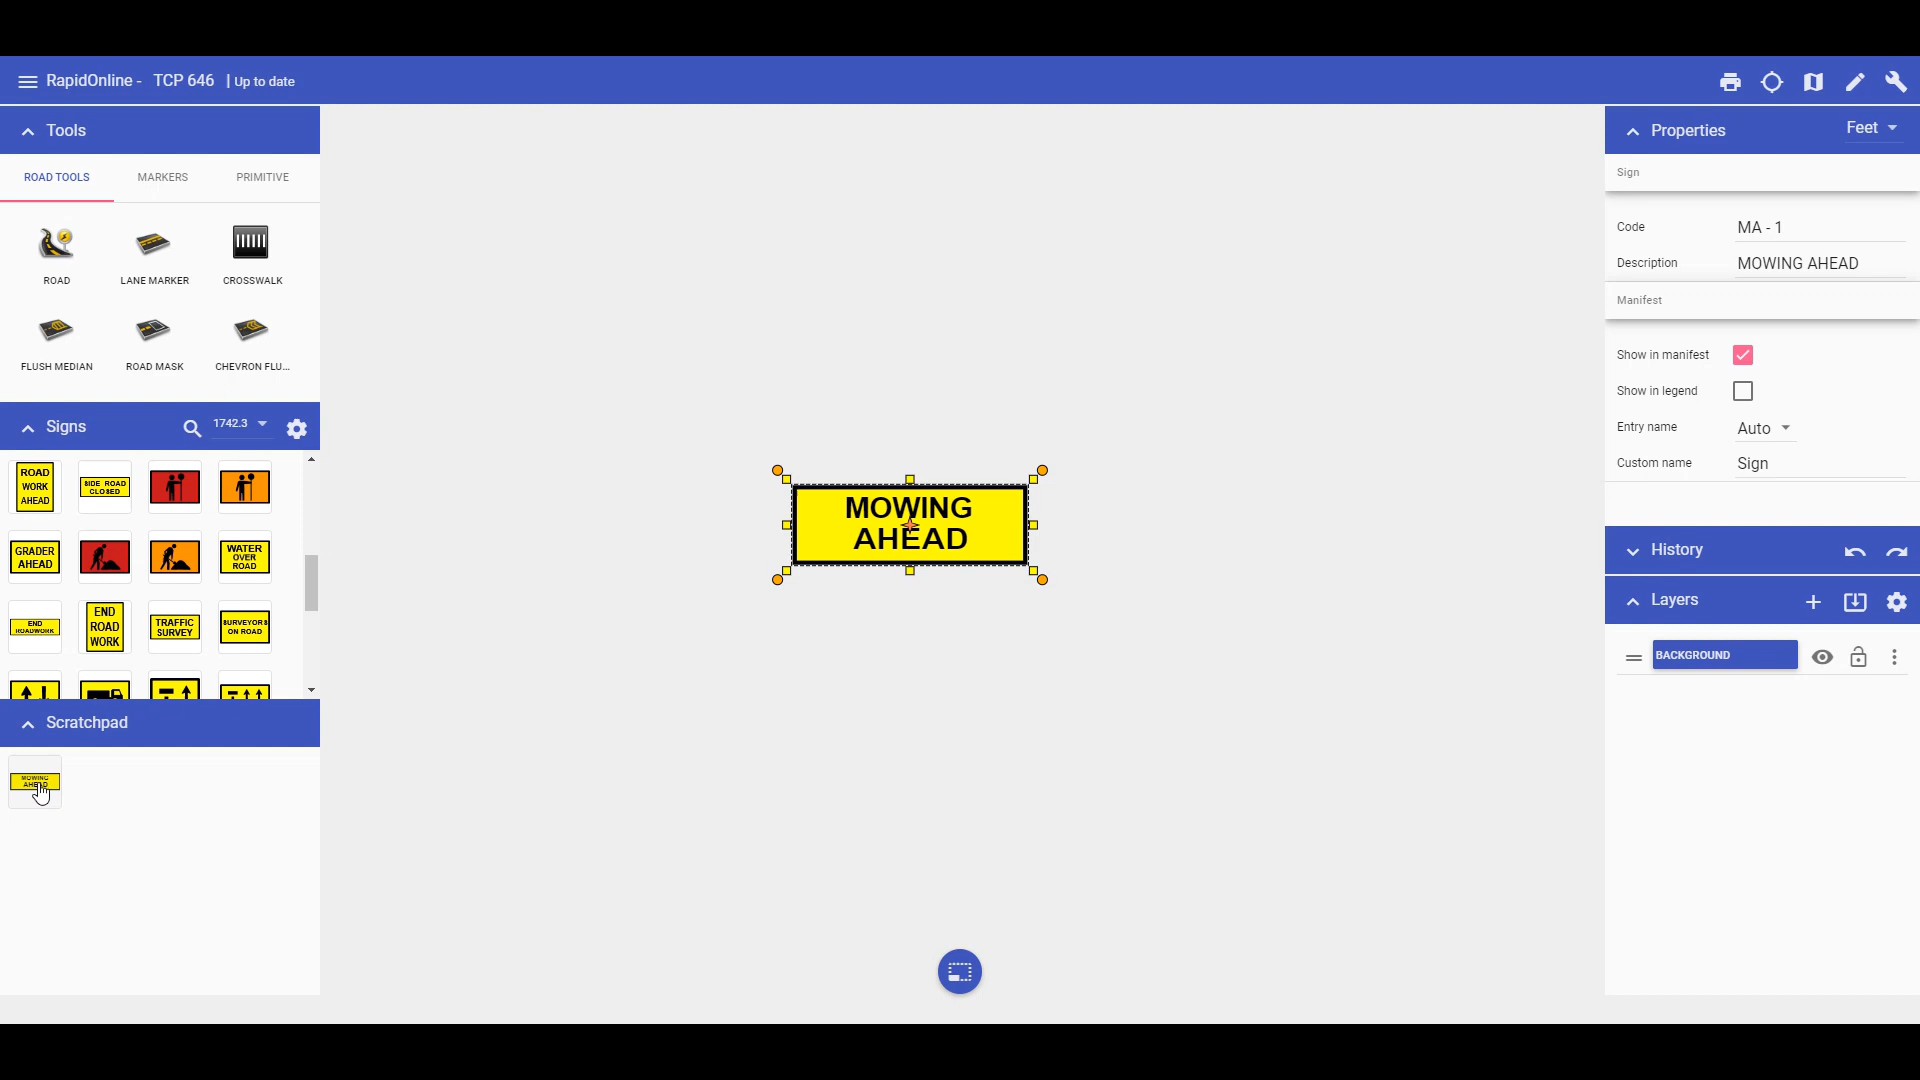 RapidOnline - TCP 646 | Up to date
Tools
ROAD TOOLS MARKERS PRIMITIVE
ROAD LANE MARKER CROSSWALK
FLUSH MEDIAN ROAD MASK CHEVRON FLU...
Signs 1742.3
ROAD
WORK
AHEAD
SIDE ROAD
CLOSED
GRADER
AHEAD
WATER
OVER
ROAD
END
ROADWORK
END
ROAD
WORK
TRAFFIC
SURVEY
SURVEYORS
ON ROAD
Scratchpad
MOWING
AHEAD
MOWING
AHEAD
Properties Feet
Sign
Code MA - 1
Description MOWING AHEAD
Manifest
Show in manifest
Show in legend
Entry name Auto
Custom name Sign
History
Layers
BACKGROUND